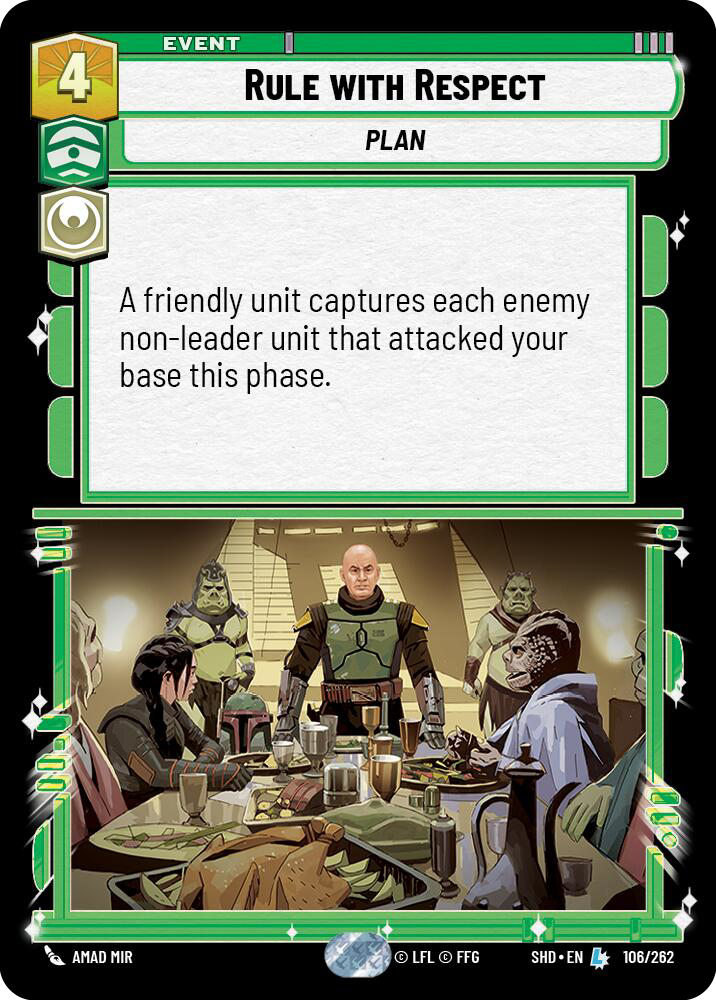 EVENT
4
RULE WITH RESPECT
PLAN
A friendly unit captures each enemy
non-leader unit that attacked your
base this phase.
AMAD MIR
© LFL © FFG
SHD • EN L 106/262